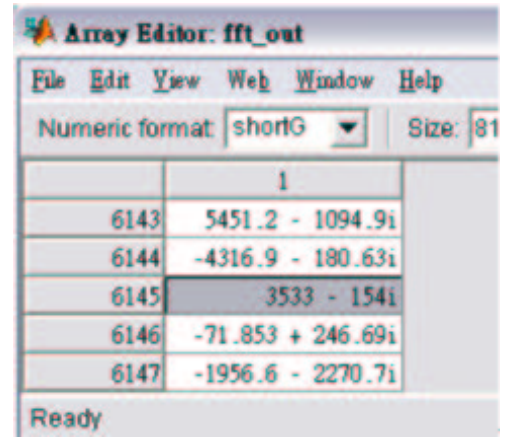 Array Editor: fft_out
File Edit View Web Window Help
Numeric format: shortG Size: 81
1
6143 5451.2 - 1094.9i
6144 -4316.9 - 180.63i
6145 3533 - 154i
6146 -71.853 + 246.69i
6147 -1956.6 - 2270.7i
Ready